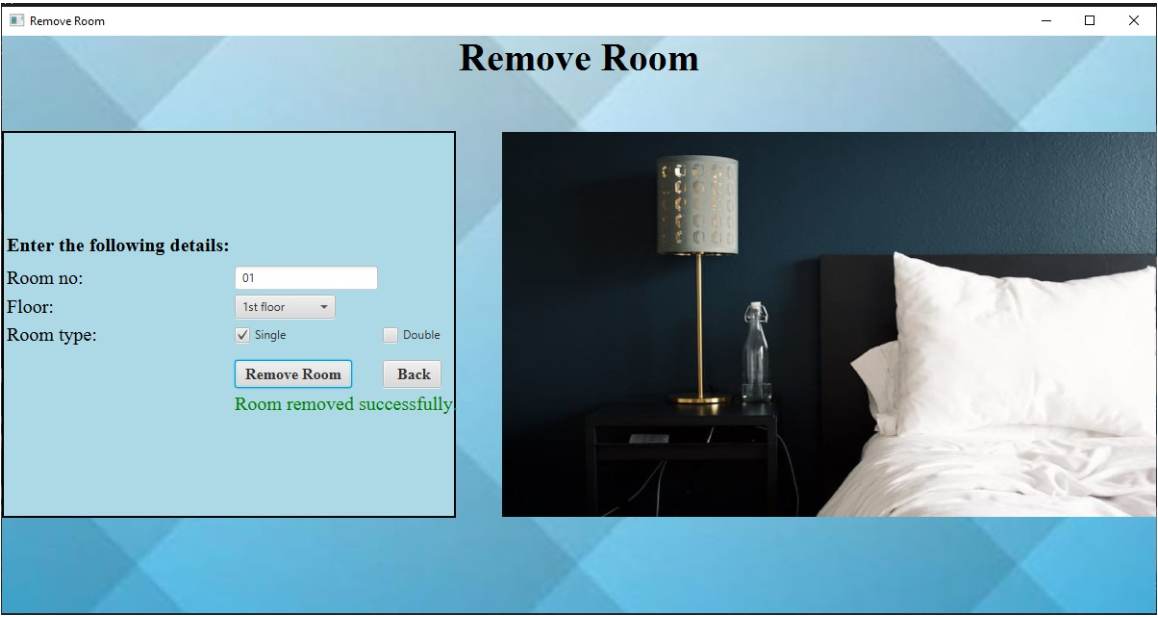 Remove Room
Remove Room
Enter the following details:
Room no: 01
Floor: 1st floor
Room type: Single Double
Remove Room Back
Room removed successfully.